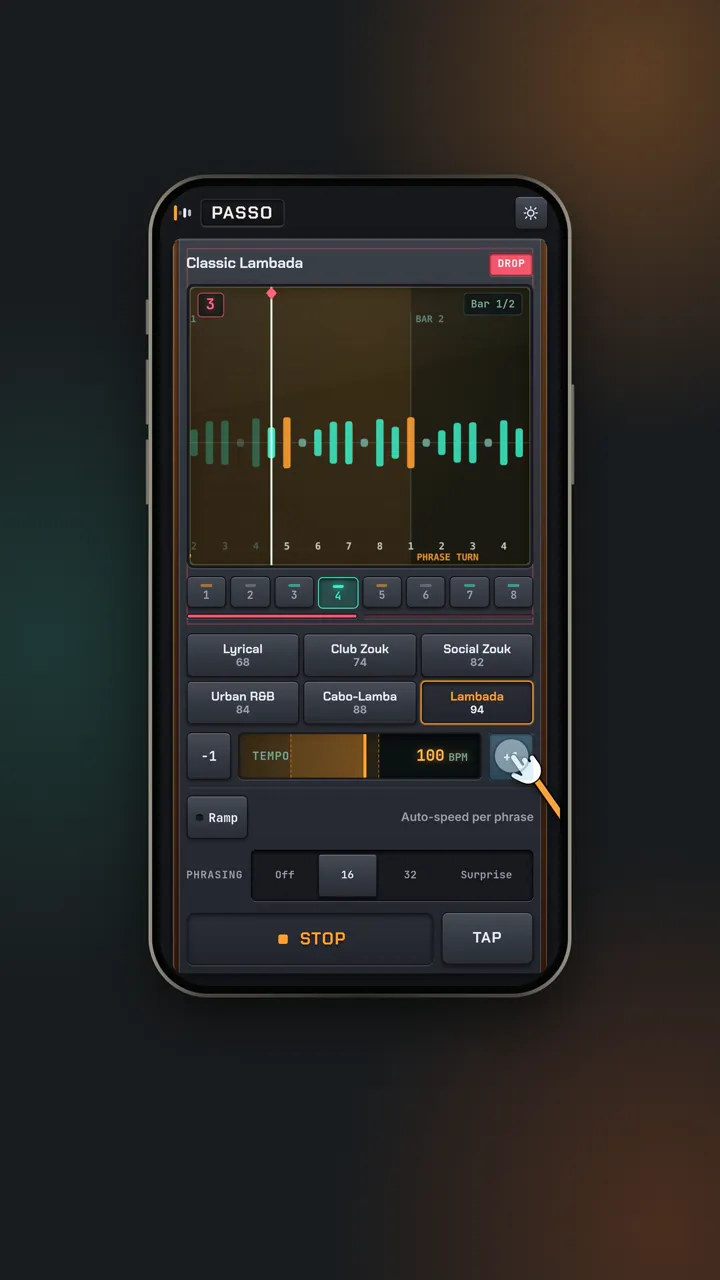 PASSO
Classic Lambada
DROP
3
Bar 1/2
1
BAR 2
2 3 4 5 6 7 8 1 2 3 4
PHRASE TURN
1 2 3 4 5 6 7 8
Lyrical
68
Club Zouk
74
Social Zouk
82
Urban R&B
84
Cabo-Lamba
88
Lambada
94
-1
TEMPO
100 BPM
Ramp
Auto-speed per phrase
PHRASING
Off
16
32
Surprise
STOP
TAP